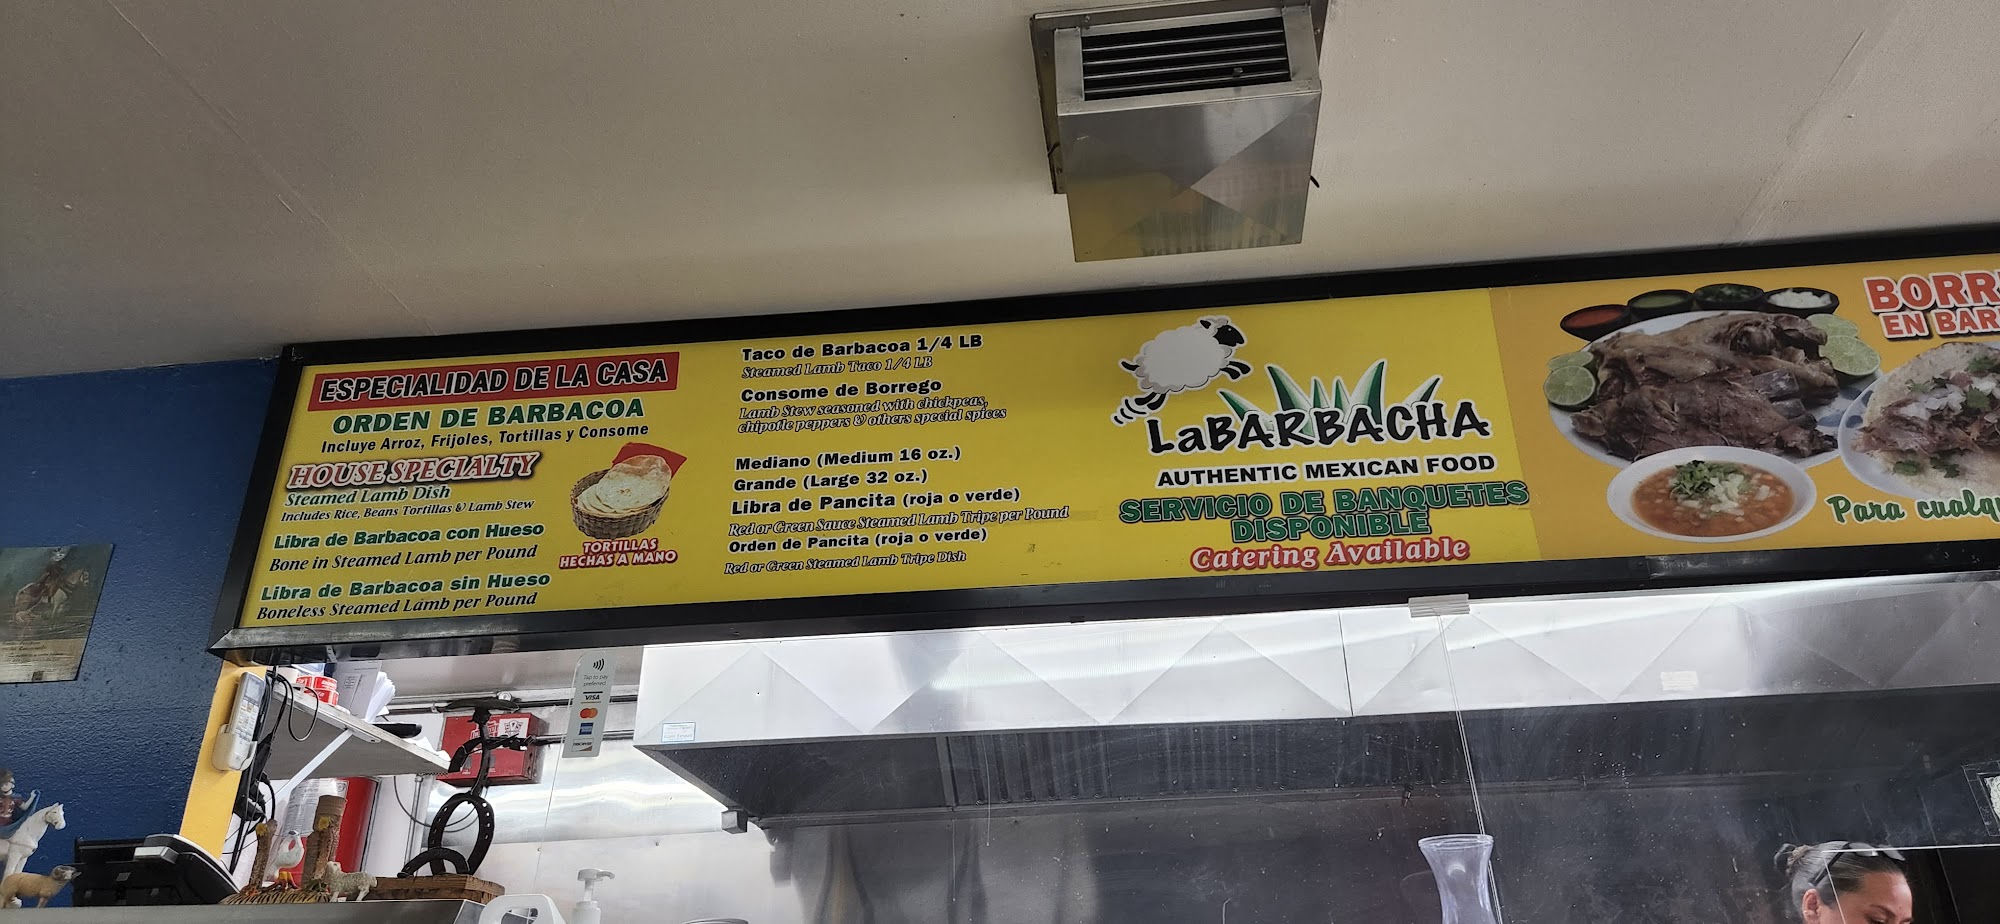 ESPECIALIDAD DE LA CASA
ORDEN DE BARBACOA
Incluye Arroz, Frijoles, Tortillas y Consome
HOUSE SPECIALTY
Steamed Lamb Dish
Includes Rice, Beans Tortillas & Lamb Stew
Libra de Barbacoa con Hueso
Bone in Steamed Lamb per Pound
Libra de Barbacoa sin Hueso
Boneless Steamed Lamb per Pound
TORTILLAS
HECHAS A MANO
Taco de Barbacoa 1/4 LB
Steamed Lamb Taco 1/4 LB
Consome de Borrego
Lamb Stew seasoned with chickpeas,
chipotle peppers & others special spices
Mediano (Medium 16 oz.)
Grande (Large 32 oz.)
Libra de Pancita (roja o verde)
Red or Green Sauce Steamed Lamb Tripe per Pound
Orden de Pancita (roja o verde)
Red or Green Steamed Lamb Tripe Dish
LaBARBACHA
AUTHENTIC MEXICAN FOOD
SERVICIO DE BANQUETES
DISPONIBLE
Catering Available
BORR
EN BAR
Para cualq
Tap to pay
preferred
VISA